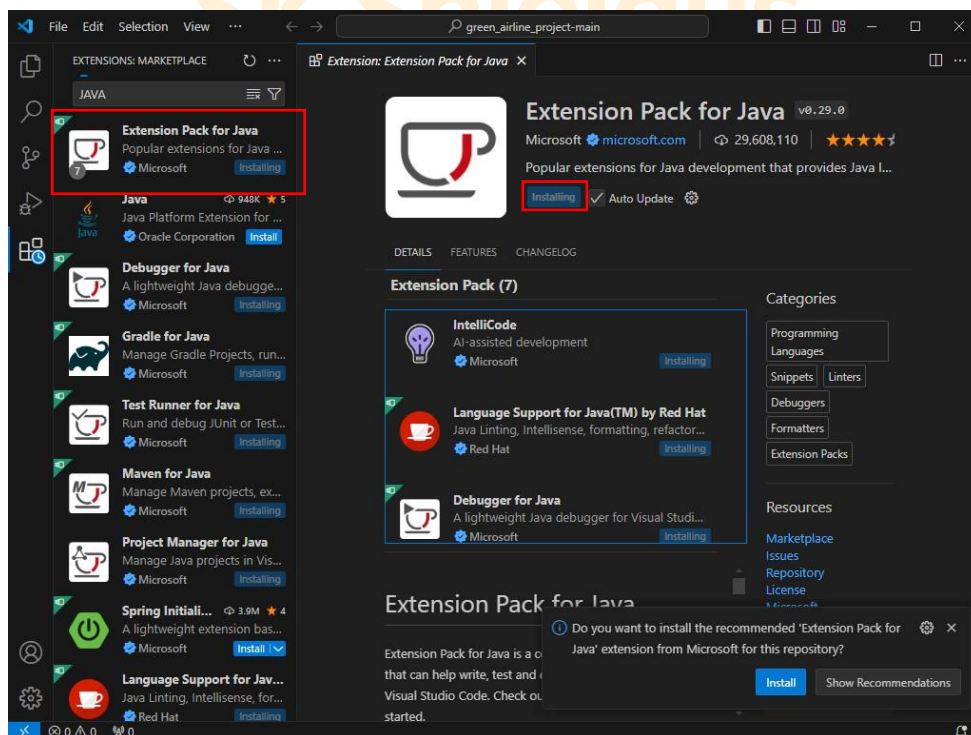 File Edit Selection View ···
green_airline_project-main
EXTENSIONS: MARKETPLACE
JAVA
Extension Pack for Java
Popular extensions for Java ...
Microsoft Installing
7
Java 948K ★ 5
Java Platform Extension for ...
Oracle Corporation Install
Java
Debugger for Java
A lightweight Java debugge...
Microsoft Installing
Gradle for Java
Manage Gradle Projects, run...
Microsoft Installing
Test Runner for Java
Run and debug JUnit or Test...
Microsoft Installing
Maven for Java
Manage Maven projects, ex...
Microsoft Installing
Project Manager for Java
Manage Java projects in Vis...
Microsoft Installing
Spring Initiali... 3.9M ★ 4
A lightweight extension bas...
Microsoft Install
Language Support for Jav...
Java Linting, Intellisense, for...
Red Hat Installing
Extension: Extension Pack for Java
Extension Pack for Java v0.29.0
Microsoft microsoft.com 29,608,110
Popular extensions for Java development that provides Java I...
Installing Auto Update
DETAILS FEATURES CHANGELOG
Extension Pack (7)
IntelliCode
AI-assisted development
Microsoft Installing
Language Support for Java(TM) by Red Hat
Java Linting, Intellisense, formatting, refactor...
Red Hat Installing
Debugger for Java
A lightweight Java debugger for Visual Studi...
Microsoft Installing
Extension Pack for Java
Extension Pack for Java is a
that can help write, test and
Visual Studio Code. Check
started.
Categories
Programming
Languages
Snippets Linters
Debuggers
Formatters
Extension Packs
Resources
Marketplace
Issues
Repository
License
Microsoft
Do you want to install the recommended 'Extension Pack for
Java' extension from Microsoft for this repository?
Install Show Recommendations
0 0 0